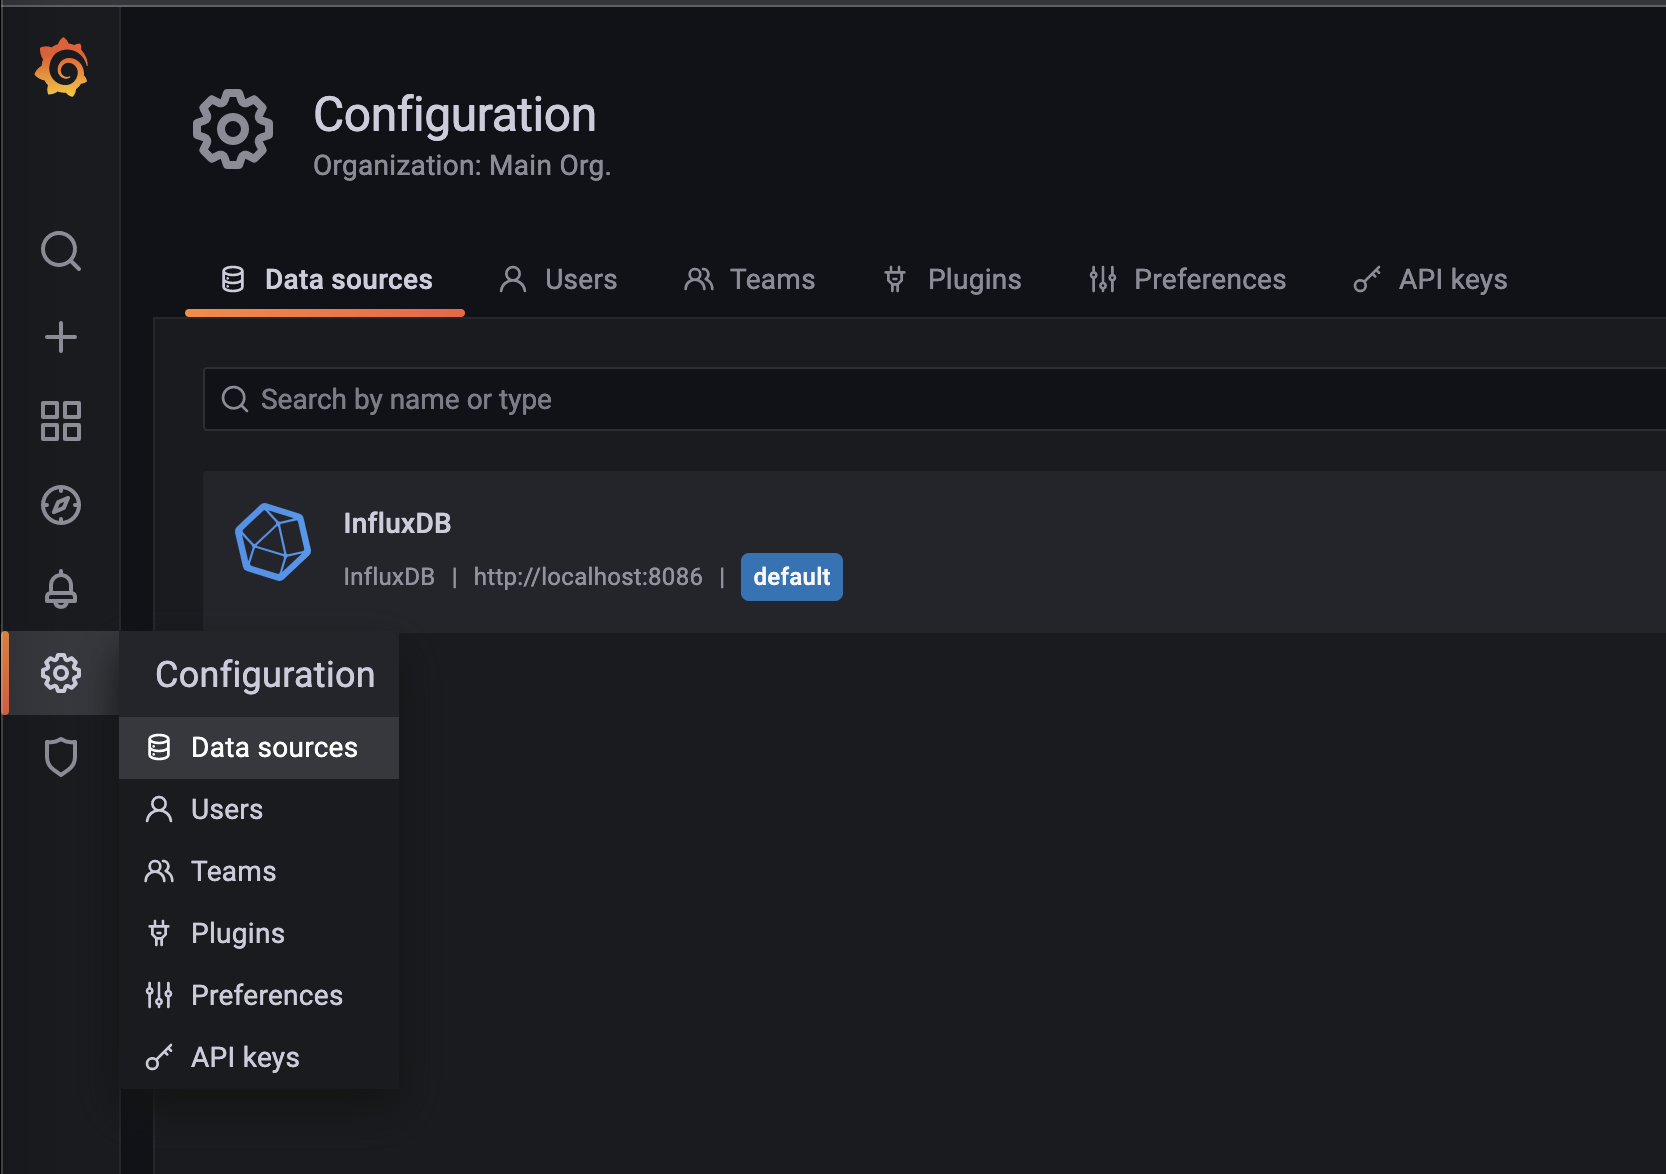 Configuration
Organization: Main Org.
Data sources Users Teams Plugins Preferences API keys
Search by name or type
InfluxDB
InfluxDB | http://localhost:8086 | default
Configuration
Data sources
Users
Teams
Plugins
Preferences
API keys